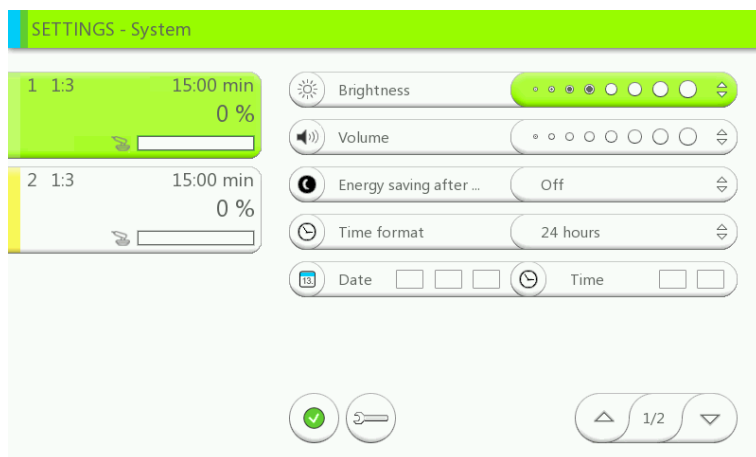 SETTINGS - System
1 1:3 15:00 min
0 %
2 1:3 15:00 min
0 %
Brightness
Volume
Energy saving after ... Off
Time format 24 hours
13. Date Time
1/2